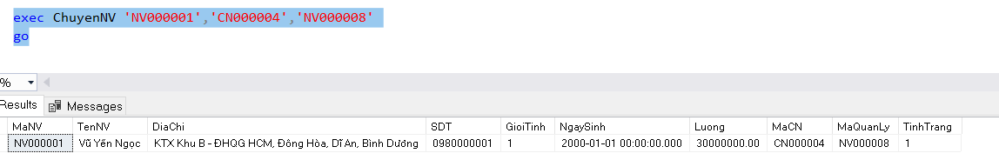 exec ChuyenNV 'NV000001','CN000004','NV000008'
go
%
Results Messages
MaNV TenNV DiaChi SDT GioiTinh NgaySinh Luong MaCN MaQuanLy TinhTrang
NV000001 Vũ Yến Ngọc KTX Khu B - ĐHQG HCM, Đông Hòa, Dĩ An, Bình Dương 0980000001 1 2000-01-01 00:00:00.000 30000000.00 CN000004 NV000008 1